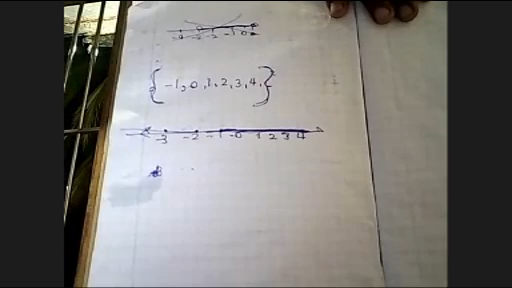 { -1, 0, 1, 2, 3, 4, }
-3 -2 -1 0 1 2 3 4